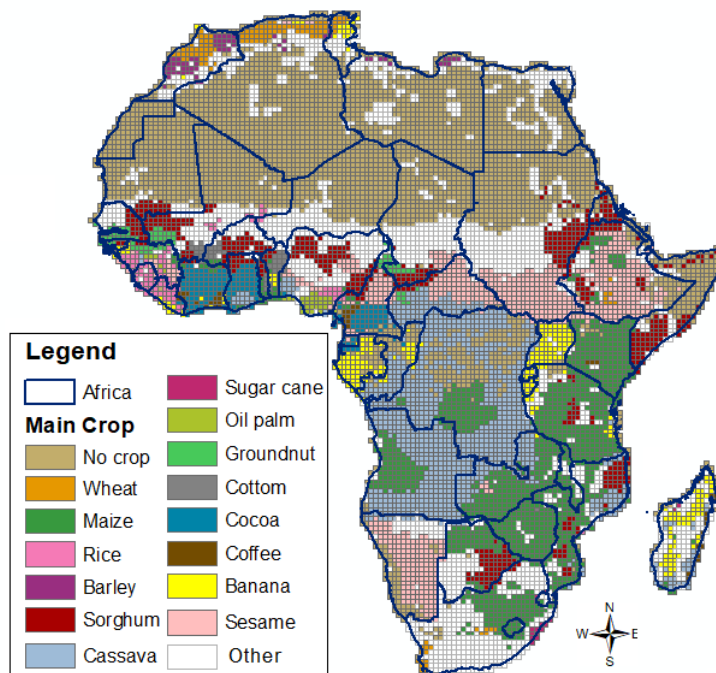 Legend
Africa
Main Crop
No crop
Wheat
Maize
Rice
Barley
Sorghum
Cassava
Sugar cane
Oil palm
Groundnut
Cottom
Cocoa
Coffee
Banana
Sesame
Other
N
W E
S